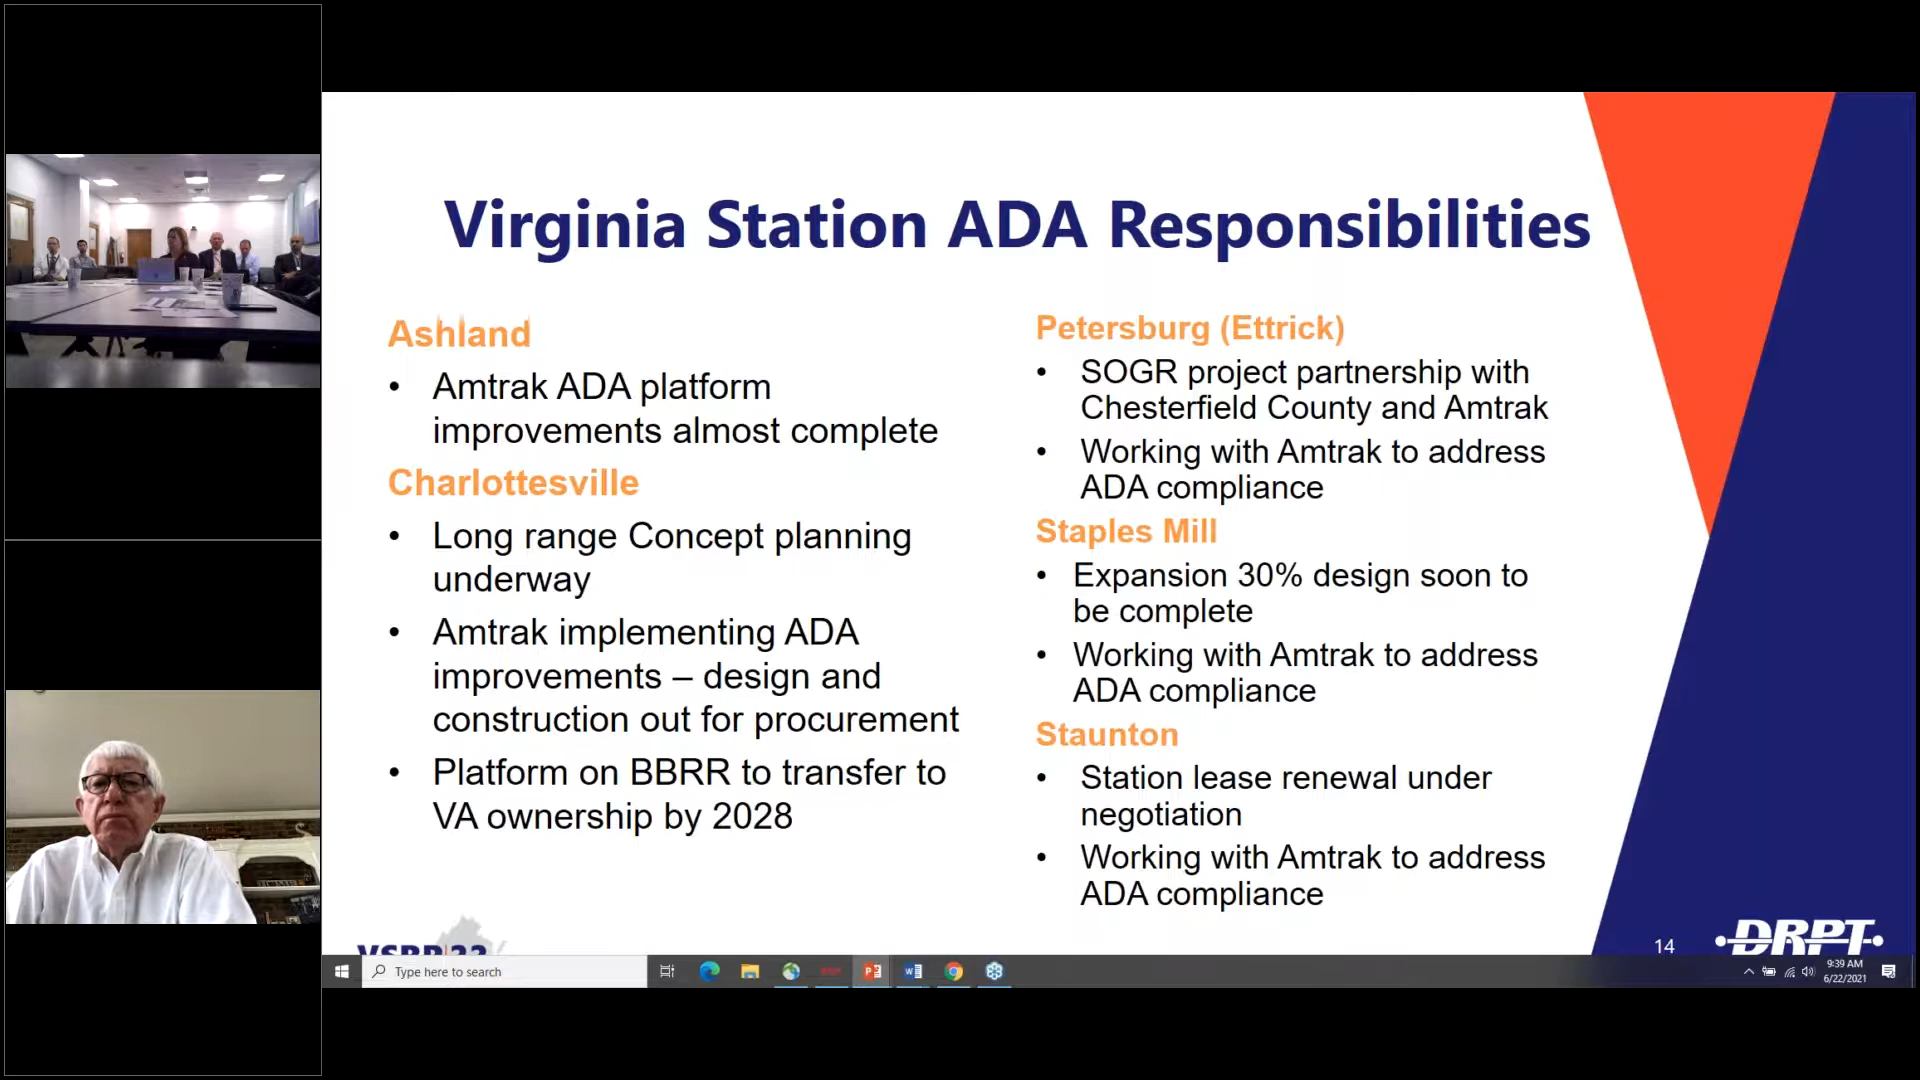 Virginia Station ADA Responsibilities
Ashland
• Amtrak ADA platform
improvements almost complete
Charlottesville
• Long range Concept planning
underway
• Amtrak implementing ADA
improvements – design and
construction out for procurement
• Platform on BBRR to transfer to
VA ownership by 2028
Petersburg (Ettrick)
• SOGR project partnership with
Chesterfield County and Amtrak
• Working with Amtrak to address
ADA compliance
Staples Mill
• Expansion 30% design soon to
be complete
• Working with Amtrak to address
ADA compliance
Staunton
• Station lease renewal under
negotiation
• Working with Amtrak to address
ADA compliance
14
DRPT
Type here to search
9:39 AM
6/22/2021